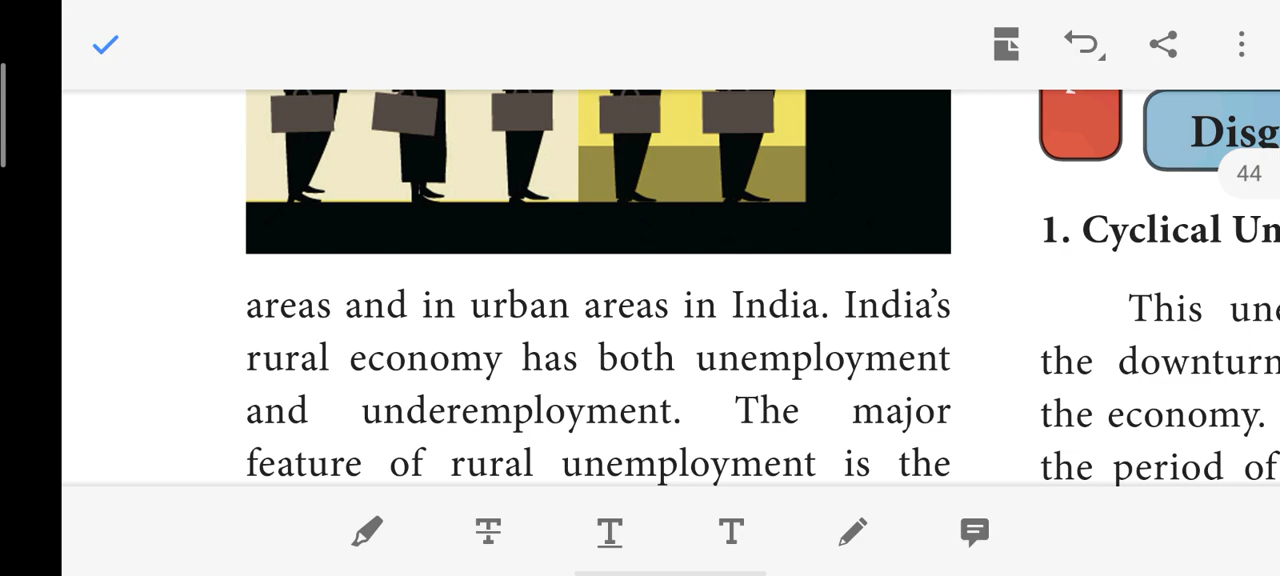 Disg
44
areas and in urban areas in India. India’s
rural economy has both unemployment
and underemployment. The major
feature of rural unemployment is the
1. Cyclical Un
This une
the downturn
the economy.
the period of